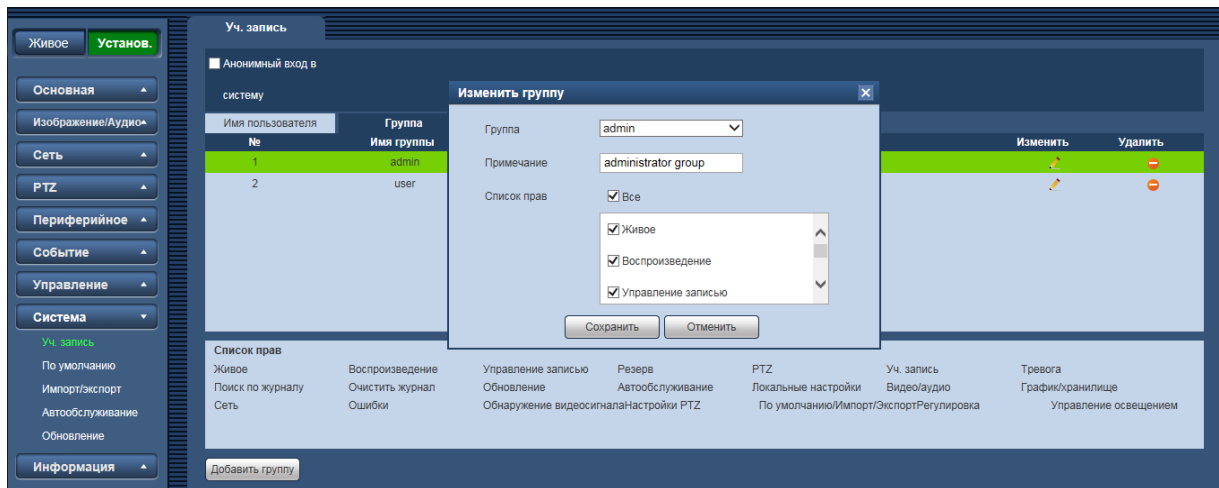 Уч. запись
Живое Установ.
Анонимный вход в
систему
Основная
Изображение/Аудио
Сеть
PTZ
Периферийное
Событие
Управление
Система
Уч. запись
По умолчанию
Импорт/экспорт
Автообслуживание
Обновление
Информация
Имя пользователя Группа
№ Имя группы Изменить Удалить
1 admin
2 user
Изменить группу
Группа admin
Примечание administrator group
Список прав Все
Живое
Воспроизведение
Управление записью
Сохранить Отменить
Список прав
Живое Воспроизведение Управление записью Резерв PTZ Уч. запись Тревога
Поиск по журналу Очистить журнал Обновление Автообслуживание Локальные настройки Видео/аудио График/хранилище
Сеть Ошибки Обнаружение видеосигналаНастройки PTZ По умолчанию/Импорт/ЭкспортРегулировка Управление освещением
Добавить группу